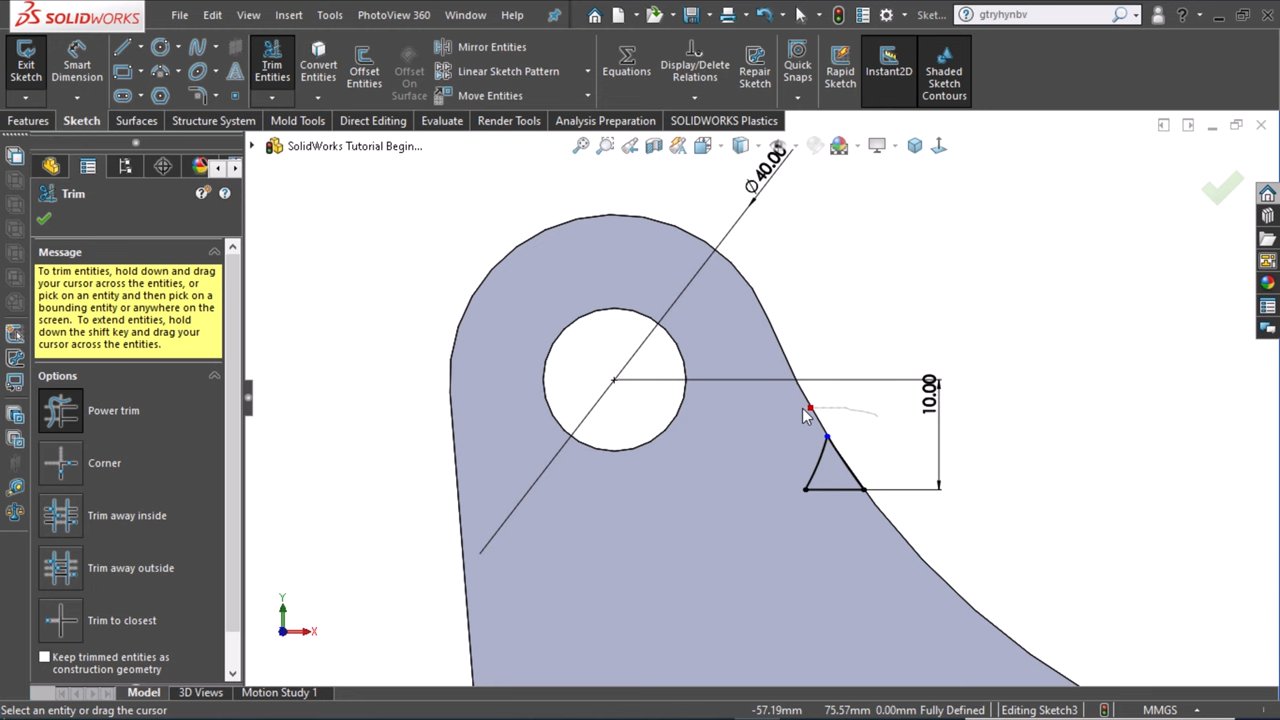 SOLIDWORKS File Edit View Insert Tools PhotoView 360 Window Help Sket... gtryhynbv ?
Exit Sketch Smart Dimension Trim Entities Convert Entities Offset Entities Offset On Surface Mirror Entities Linear Sketch Pattern Move Entities Equations Display/Delete Relations Repair Sketch Quick Snaps Rapid Sketch Instant2D Shaded Sketch Contours
Features Sketch Surfaces Structure System Mold Tools Direct Editing Evaluate Render Tools Analysis Preparation SOLIDWORKS Plastics
SolidWorks Tutorial Begin...
Trim
Message
To trim entities, hold down and drag
your cursor across the entities, or
pick on an entity and then pick on a
bounding entity or anywhere on the
screen. To extend entities, hold
down the shift key and drag your
cursor across the entities.
Options
Power trim
Corner
Trim away inside
Trim away outside
Trim to closest
Keep trimmed entities as
construction geometry
Ø40.00
10.00
Y
X
Model 3D Views Motion Study 1
Select an entity or drag the cursor -57.19mm 75.57mm 0.00mm Fully Defined Editing Sketch3 MMGS